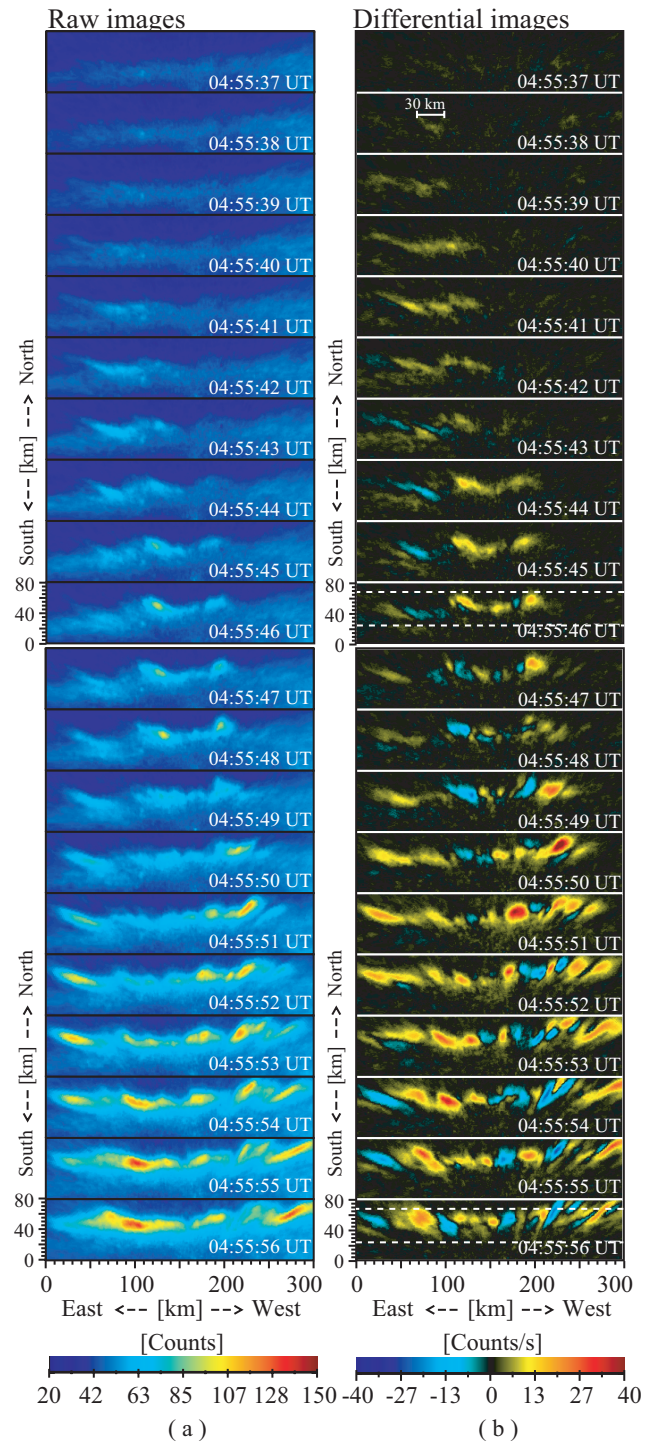 Raw images Differential images
04:55:37 UT 04:55:37 UT
30 km
04:55:38 UT 04:55:38 UT
04:55:39 UT 04:55:39 UT
04:55:40 UT 04:55:40 UT
04:55:41 UT 04:55:41 UT
04:55:42 UT 04:55:42 UT
04:55:43 UT 04:55:43 UT
04:55:44 UT 04:55:44 UT
04:55:45 UT 04:55:45 UT
04:55:46 UT 04:55:46 UT
South <--- [km] ---> North
South <--- [km] ---> North
80 80
40 40
0 0
04:55:47 UT 04:55:47 UT
04:55:48 UT 04:55:48 UT
04:55:49 UT 04:55:49 UT
04:55:50 UT 04:55:50 UT
04:55:51 UT 04:55:51 UT
04:55:52 UT 04:55:52 UT
04:55:53 UT 04:55:53 UT
04:55:54 UT 04:55:54 UT
04:55:55 UT 04:55:55 UT
04:55:56 UT 04:55:56 UT
South <--- [km] ---> North
South <--- [km] ---> North
80 80
40 40
0 0
0 100 200 300 0 100 200 300
East <--- [km] ---> West East <--- [km] ---> West
[Counts] [Counts/s]
20 42 63 85 107 128 150 -40 -27 -13 0 13 27 40
( a ) ( b )